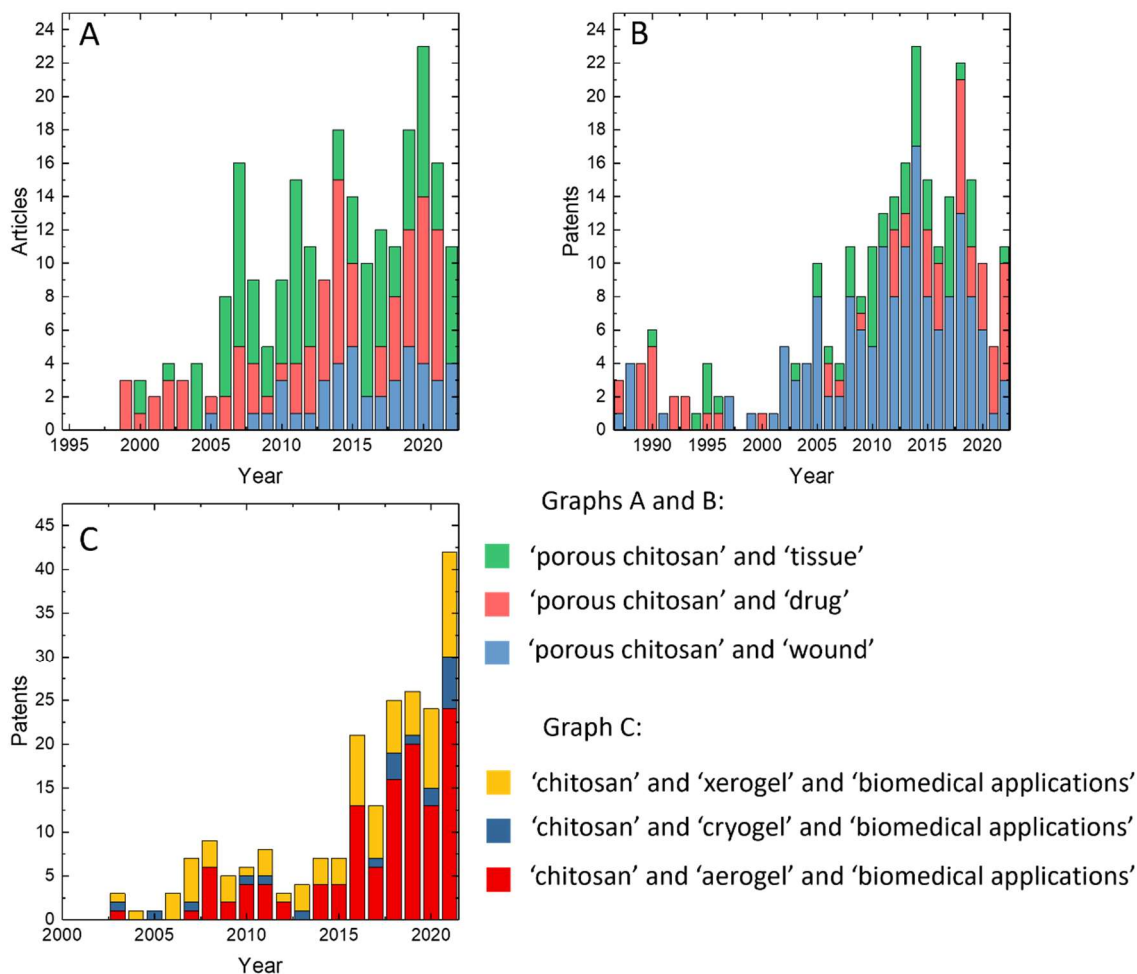 A
24
22
20
18
16
14
12
10
8
6
4
2
0
Articles
1995 2000 2005 2010 2015 2020
Year
B
24
22
20
18
16
14
12
10
8
6
4
2
0
Patents
1990 1995 2000 2005 2010 2015 2020
Year
C
45
40
35
30
25
20
15
10
5
0
Patents
2000 2005 2010 2015 2020
Year
Graphs A and B:
‘porous chitosan’ and ‘tissue’
‘porous chitosan’ and ‘drug’
‘porous chitosan’ and ‘wound’
Graph C:
‘chitosan’ and ‘xerogel’ and ‘biomedical applications’
‘chitosan’ and ‘cryogel’ and ‘biomedical applications’
‘chitosan’ and ‘aerogel’ and ‘biomedical applications’